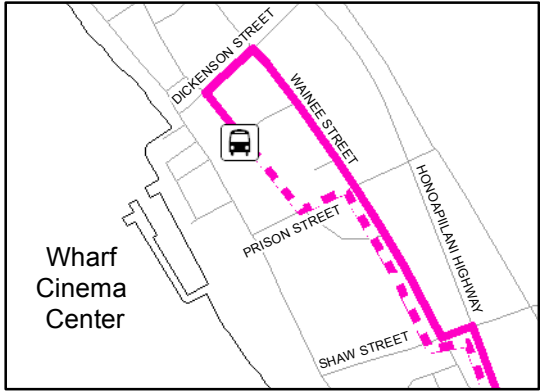 DICKENSON STREET
WAINEE STREET
HONOAPIILANI HIGHWAY
PRISON STREET
Wharf
Cinema
Center
SHAW STREET